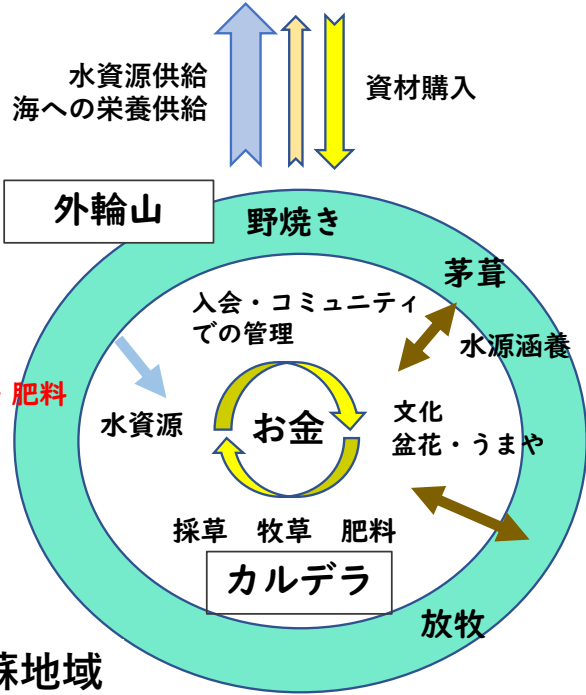 水資源供給
海への栄養供給
資材購入
外輪山
野焼き
茅葺
入会・コミュニティ
での管理
水源涵養
肥料
水資源
お金
文化
盆花・うまや
採草 牧草 肥料
カルデラ
放牧
蘇地域